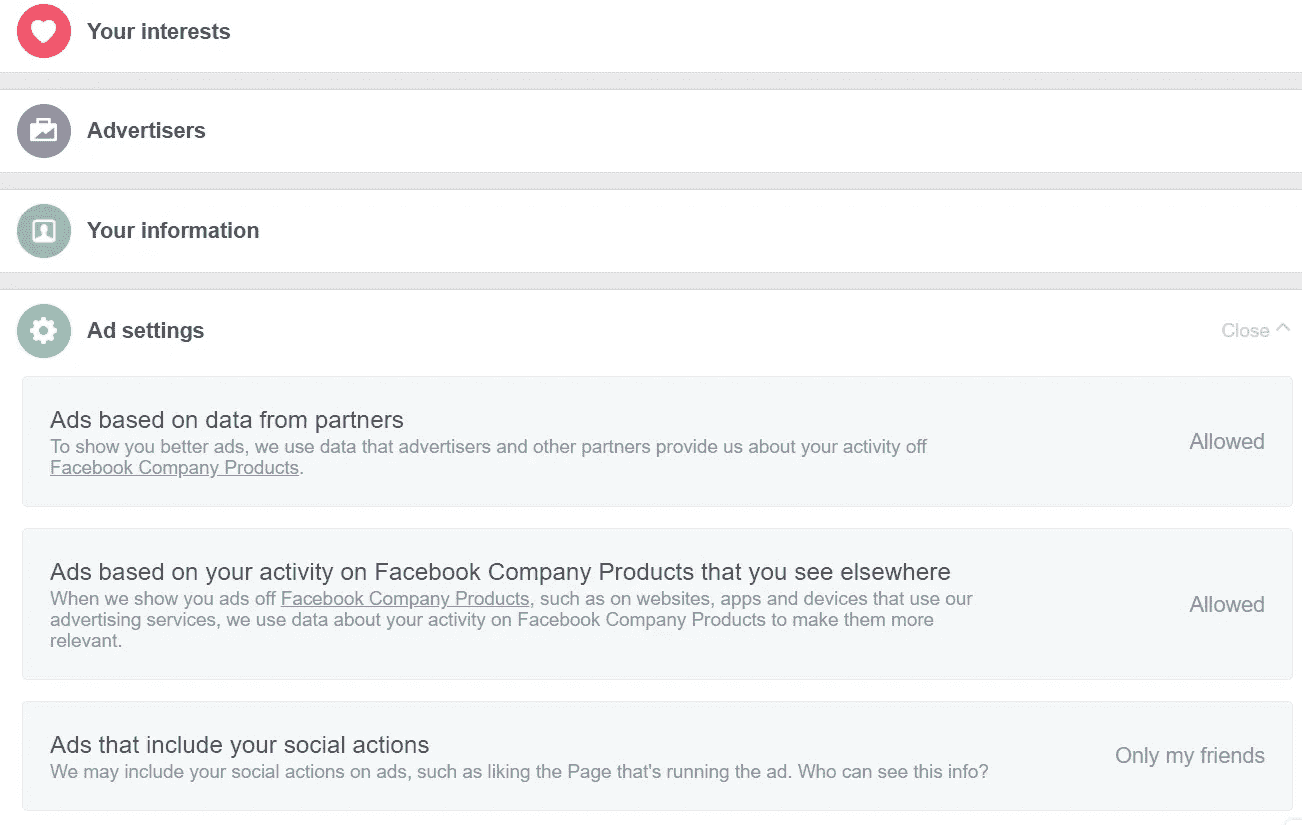 Your interests
Advertisers
Your information
Ad settings
Close
Ads based on data from partners
To show you better ads, we use data that advertisers and other partners provide us about your activity off
Facebook Company Products.
Allowed
Ads based on your activity on Facebook Company Products that you see elsewhere
When we show you ads off Facebook Company Products, such as on websites, apps and devices that use our
advertising services, we use data about your activity on Facebook Company Products to make them more
relevant.
Allowed
Ads that include your social actions
We may include your social actions on ads, such as liking the Page that's running the ad. Who can see this info?
Only my friends